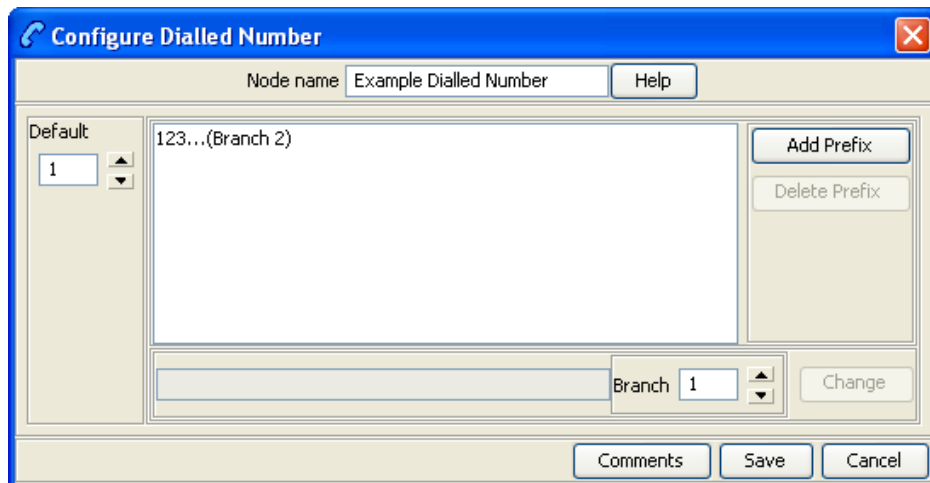 Configure Dialled Number
Node name Example Dialled Number Help
Default
1
123...(Branch 2)
Add Prefix
Delete Prefix
Branch 1 Change
Comments Save Cancel